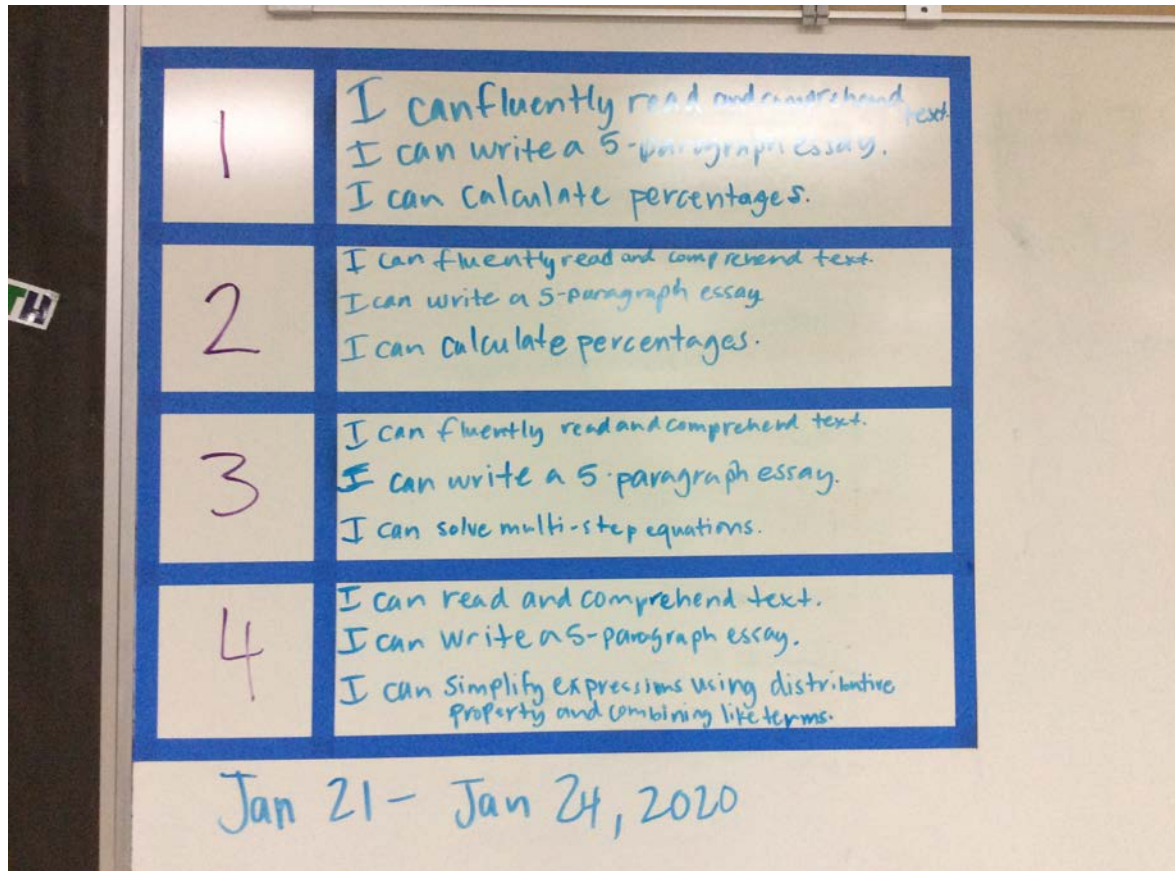 1
I can fluently read and comprehend text.
I can write a 5-paragraph essay.
I can calculate percentages.
2
I can fluently read and comprehend text.
I can write a 5-paragraph essay
I can calculate percentages.
3
I can fluently read and comprehend text.
I can write a 5-paragraph essay.
I can solve multi-step equations.
4
I can read and comprehend text.
I can write a 5-paragraph essay.
I can simplify expressions using distributive
property and combining like terms.
Jan 21 - Jan 24, 2020
TH